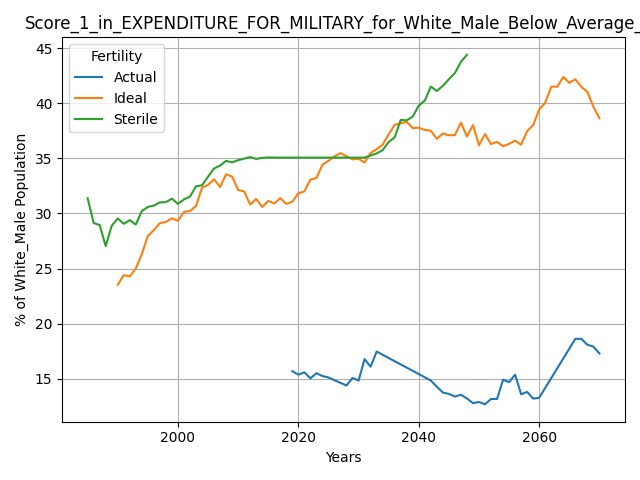 Score_1_in_EXPENDITURE_FOR_MILITARY_for_White_Male_Below_Average_
Fertility
Actual
Ideal
Sterile
% of White_Male Population
45
40
35
30
25
20
15
2000
2020
2040
2060
Years